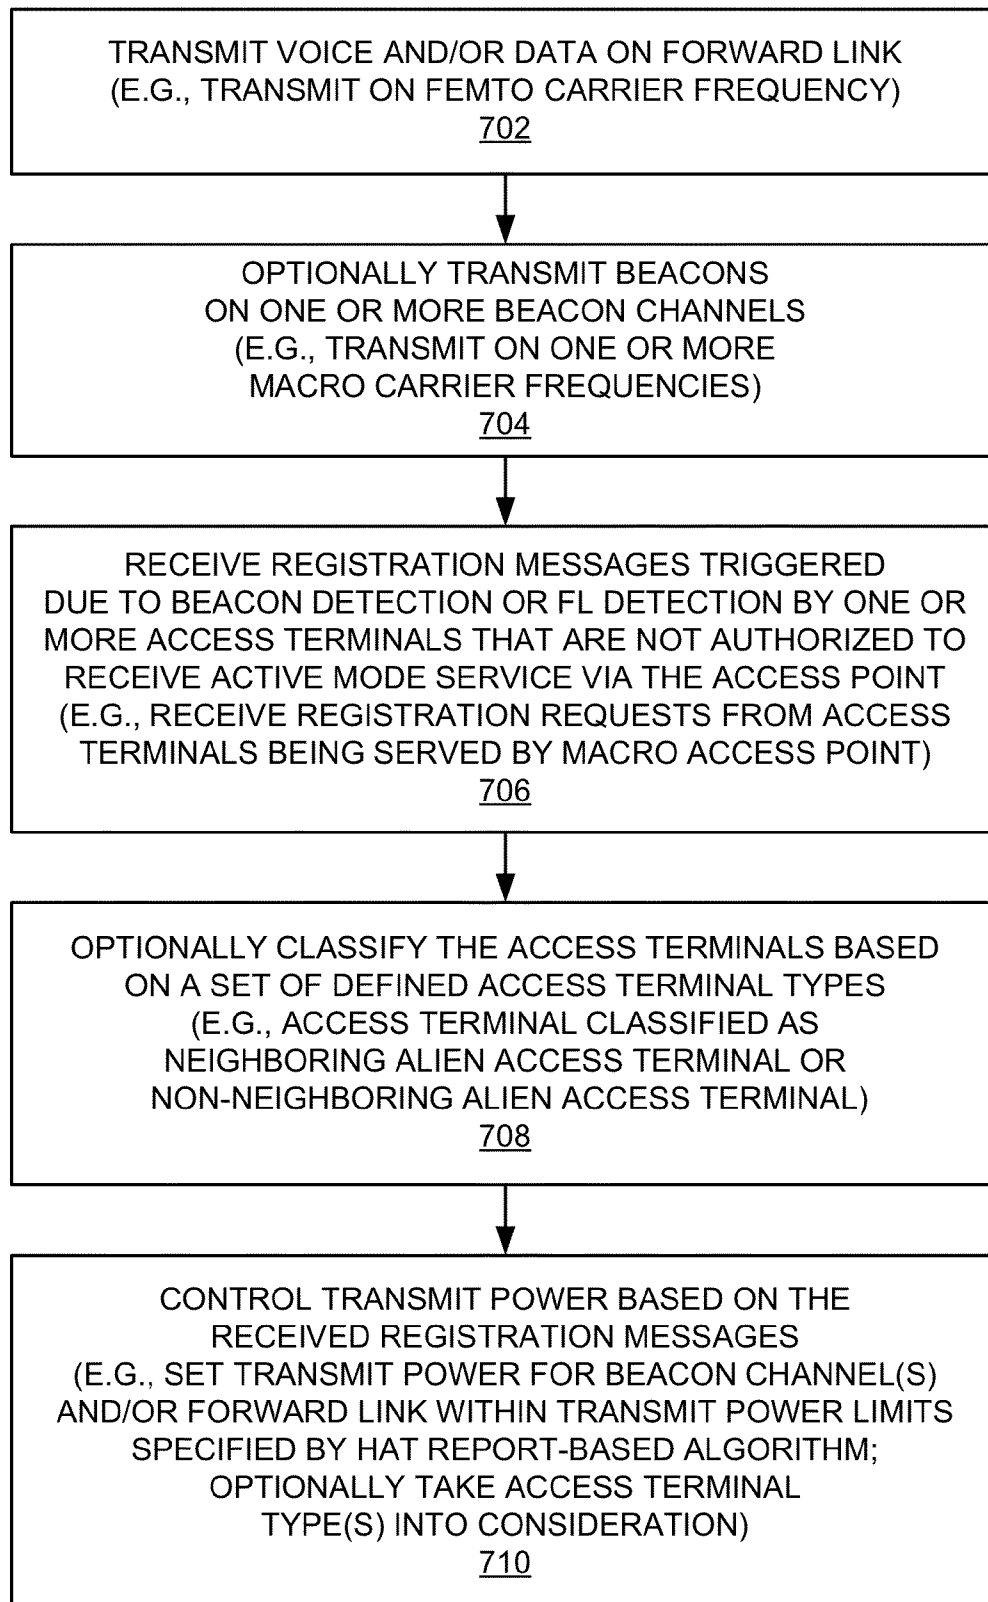 TRANSMIT VOICE AND/OR DATA ON FORWARD LINK
(E.G., TRANSMIT ON FEMTO CARRIER FREQUENCY)
702
OPTIONALLY TRANSMIT BEACONS
ON ONE OR MORE BEACON CHANNELS
(E.G., TRANSMIT ON ONE OR MORE
MACRO CARRIER FREQUENCIES)
704
RECEIVE REGISTRATION MESSAGES TRIGGERED
DUE TO BEACON DETECTION OR FL DETECTION BY ONE OR
MORE ACCESS TERMINALS THAT ARE NOT AUTHORIZED TO
RECEIVE ACTIVE MODE SERVICE VIA THE ACCESS POINT
(E.G., RECEIVE REGISTRATION REQUESTS FROM ACCESS
TERMINALS BEING SERVED BY MACRO ACCESS POINT)
706
OPTIONALLY CLASSIFY THE ACCESS TERMINALS BASED
ON A SET OF DEFINED ACCESS TERMINAL TYPES
(E.G., ACCESS TERMINAL CLASSIFIED AS
NEIGHBORING ALIEN ACCESS TERMINAL OR
NON-NEIGHBORING ALIEN ACCESS TERMINAL)
708
CONTROL TRANSMIT POWER BASED ON THE
RECEIVED REGISTRATION MESSAGES
(E.G., SET TRANSMIT POWER FOR BEACON CHANNEL(S)
AND/OR FORWARD LINK WITHIN TRANSMIT POWER LIMITS
SPECIFIED BY HAT REPORT-BASED ALGORITHM;
OPTIONALLY TAKE ACCESS TERMINAL
TYPE(S) INTO CONSIDERATION)
710